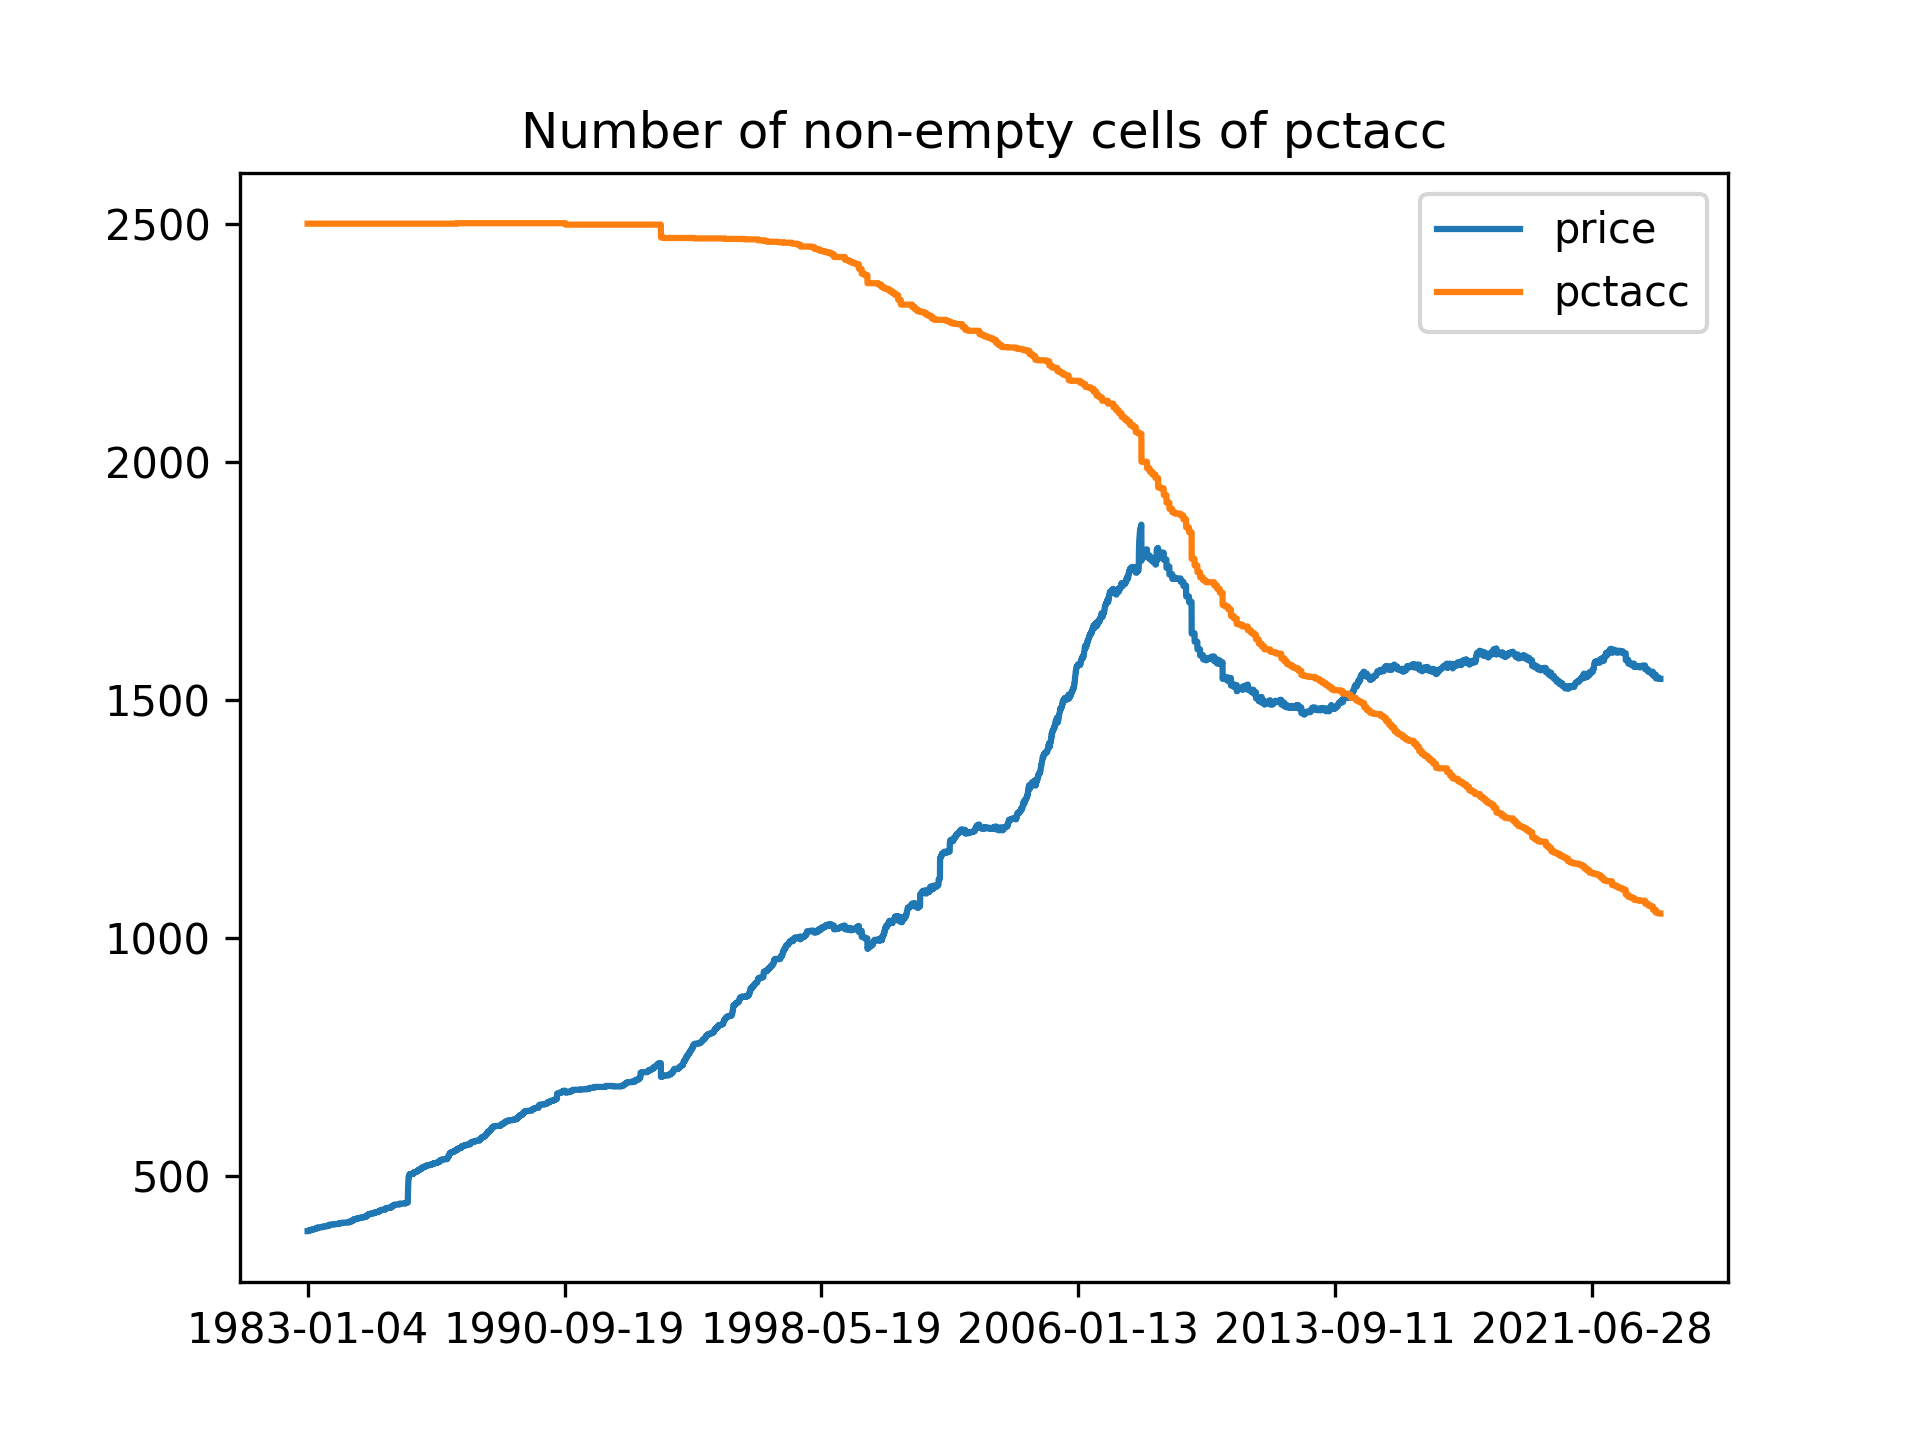 Number of non-empty cells of pctacc
price
pctacc
2500
2000
1500
1000
500
1983-01-04 1990-09-19 1998-05-19 2006-01-13 2013-09-11 2021-06-28